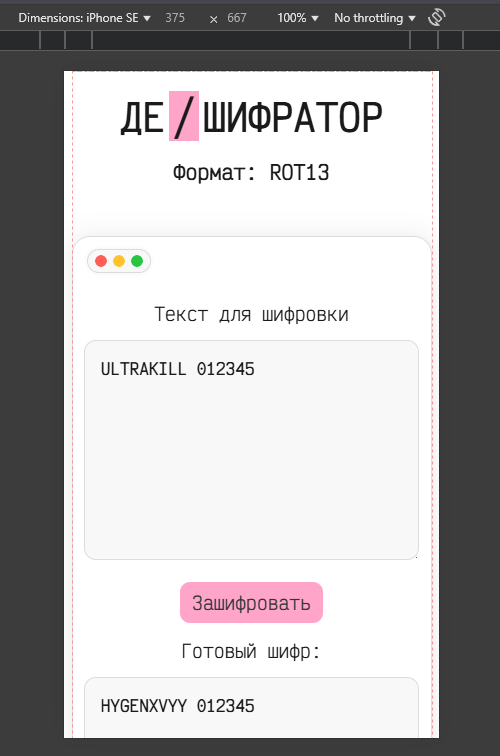 Dimensions: iPhone SE ▼ 375 × 667 100% ▼ No throttling ▼
ДЕ/ШИФРАТОР
Формат: ROT13
Текст для шифровки
ULTRAKILL 012345
Зашифровать
Готовый шифр:
HYGENXVYY 012345